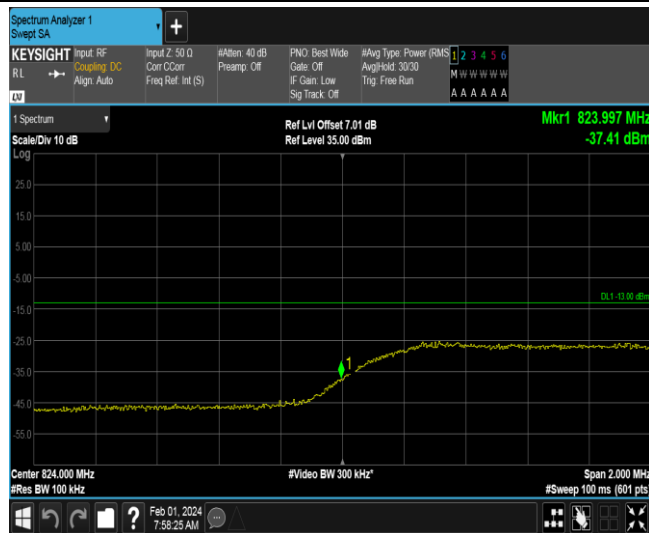 Spectrum Analyzer 1
Swept SA
+
KEYSIGHT
RL
Input: RF
Coupling: DC
Align: Auto
Input Z: 50 Ω
Corr CCorr
Freq Ref: Int (S)
#Atten: 40 dB
Preamp: Off
PNO: Best Wide
Gate: Off
IF Gain: Low
Sig Track: Off
#Avg Type: Power (RMS
Avg|Hold: 30/30
Trig: Free Run
1 2 3 4 5 6
M W W W W W
A A A A A A
LXI
1 Spectrum
Scale/Div 10 dB
Log
Ref Lvl Offset 7.01 dB
Ref Level 35.00 dBm
Mkr1 823.997 MHz
-37.41 dBm
25.0
15.0
5.00
-5.00
DL1 -13.00 dBm
-15.0
-25.0
1
-35.0
-45.0
-55.0
Center 824.000 MHz
#Res BW 100 kHz
#Video BW 300 kHz*
Span 2.000 MHz
#Sweep 100 ms (601 pts)
?
Feb 01, 2024
7:58:25 AM